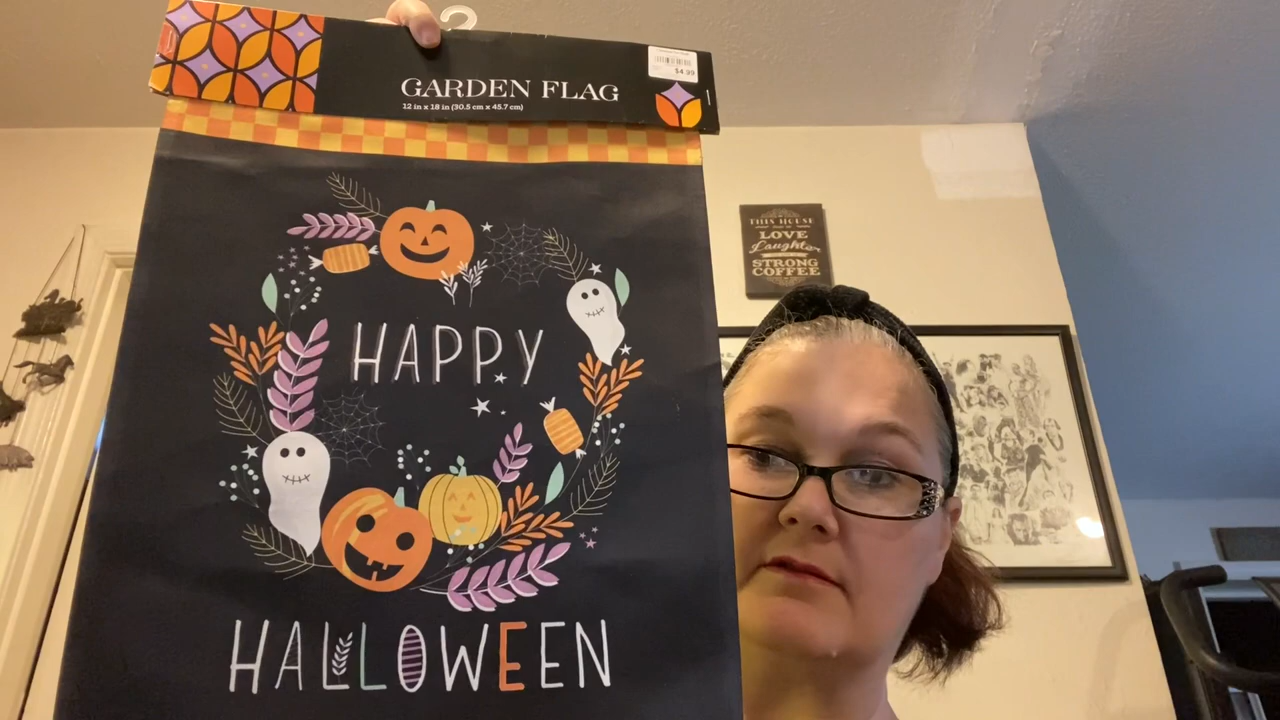 GARDEN FLAG
12 in x 18 in (30.5 cm x 45.7 cm)
$4.99
HAPPY
HALLOWEEN
THIS HOUSE
LOVE
Laughter
STRONG
COFFEE